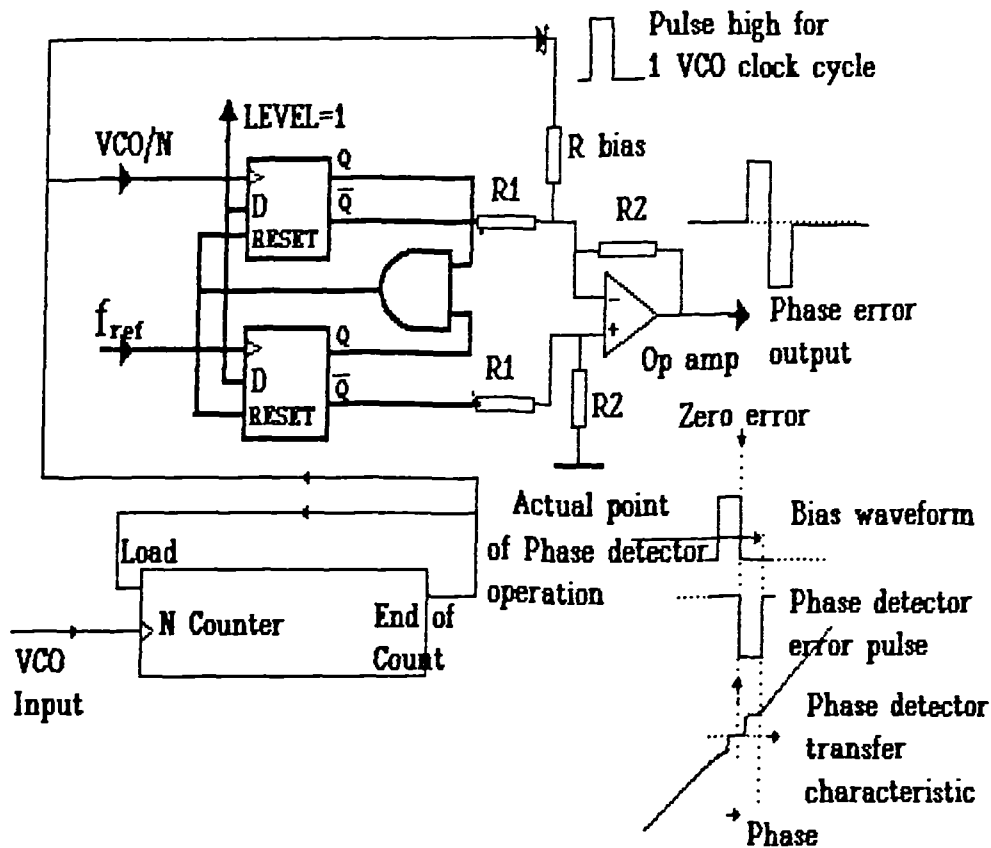 Pulse high for
1 VCO clock cycle
LEVEL=1
VCO/N
Q
Q̅
D
RESET
R bias
R1
R2
fref
Q
Q̅
D
RESET
R1
R2
Op amp
Phase error
output
Zero error
Actual point
of Phase detector
operation
Bias waveform
Load
N Counter
End of
Count
VCO
Input
Phase detector
error pulse
Phase detector
transfer
characteristic
Phase